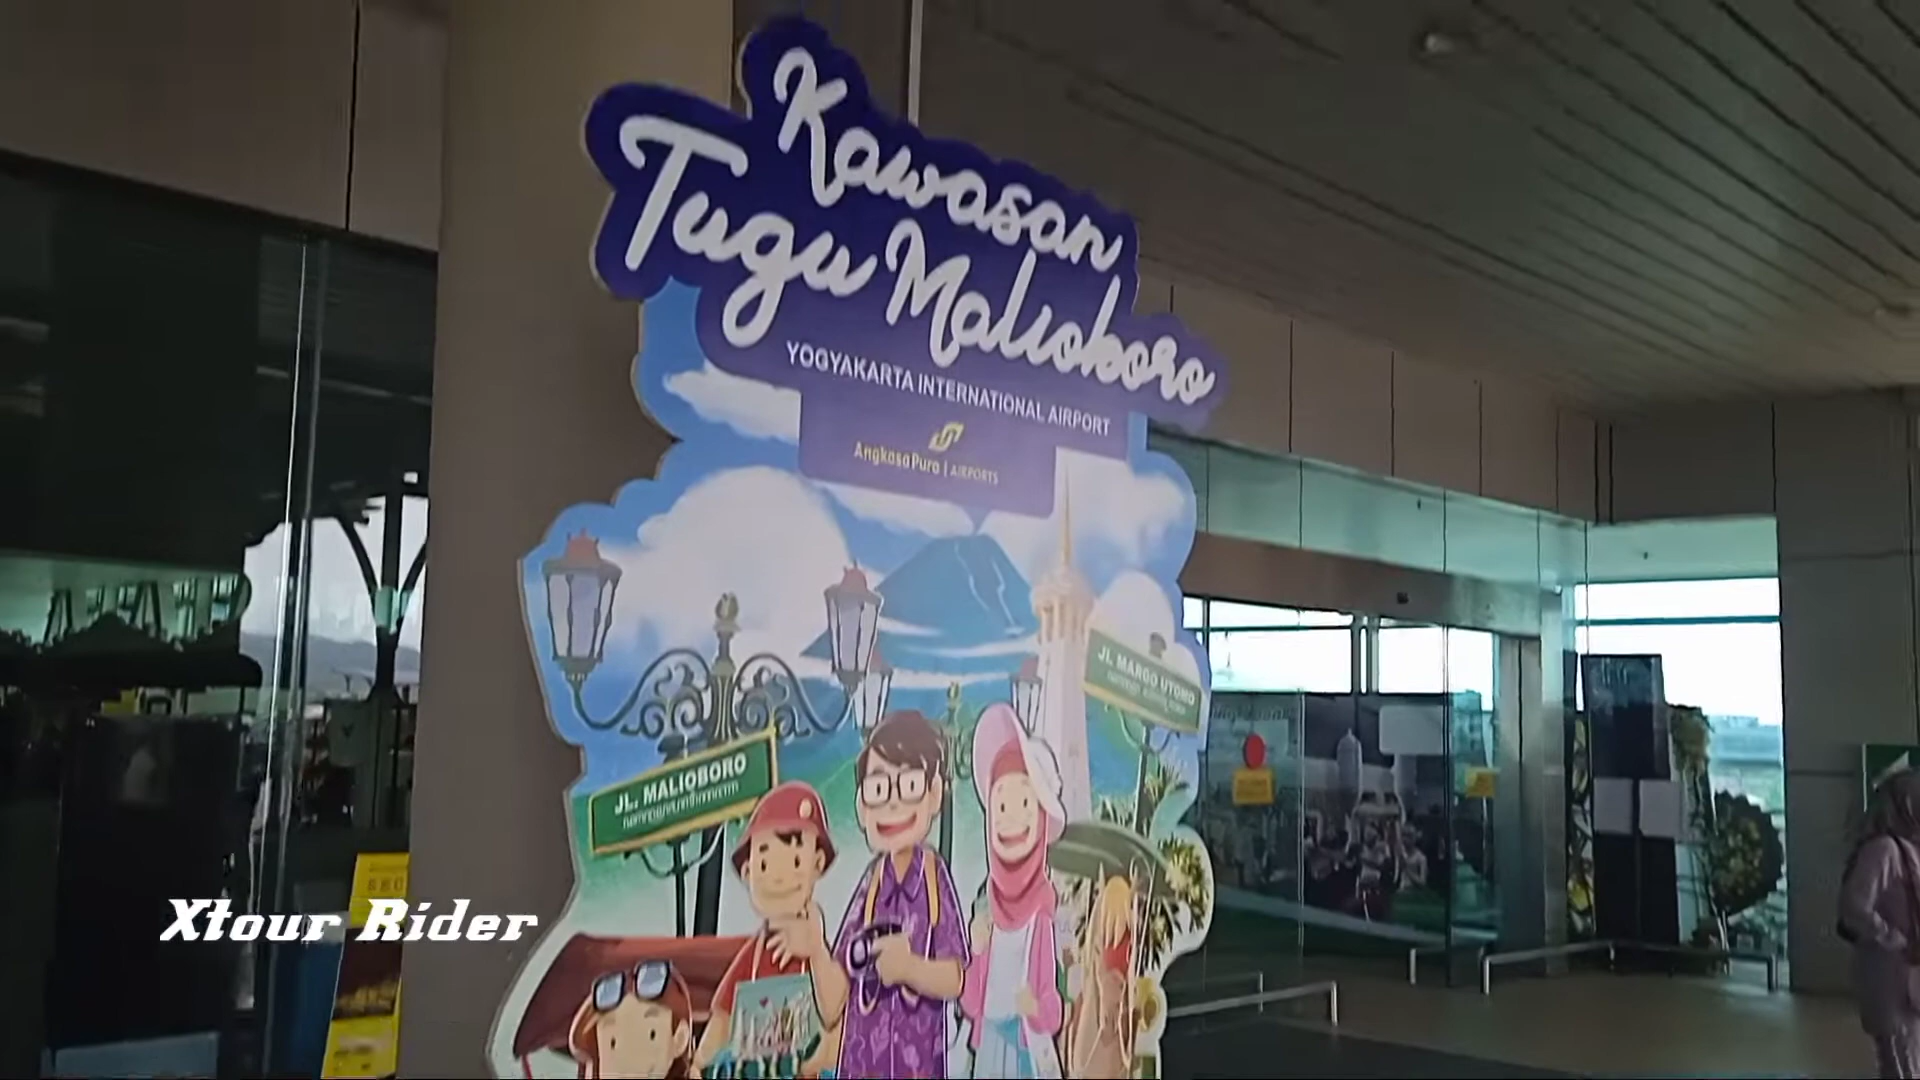 Kawasan
Tugu Malioboro
YOGYAKARTA INTERNATIONAL AIRPORT
AngkasaPura | AIRPORTS
JL. MARGO UTOMO
JL. MALIOBORO
Xtour Rider